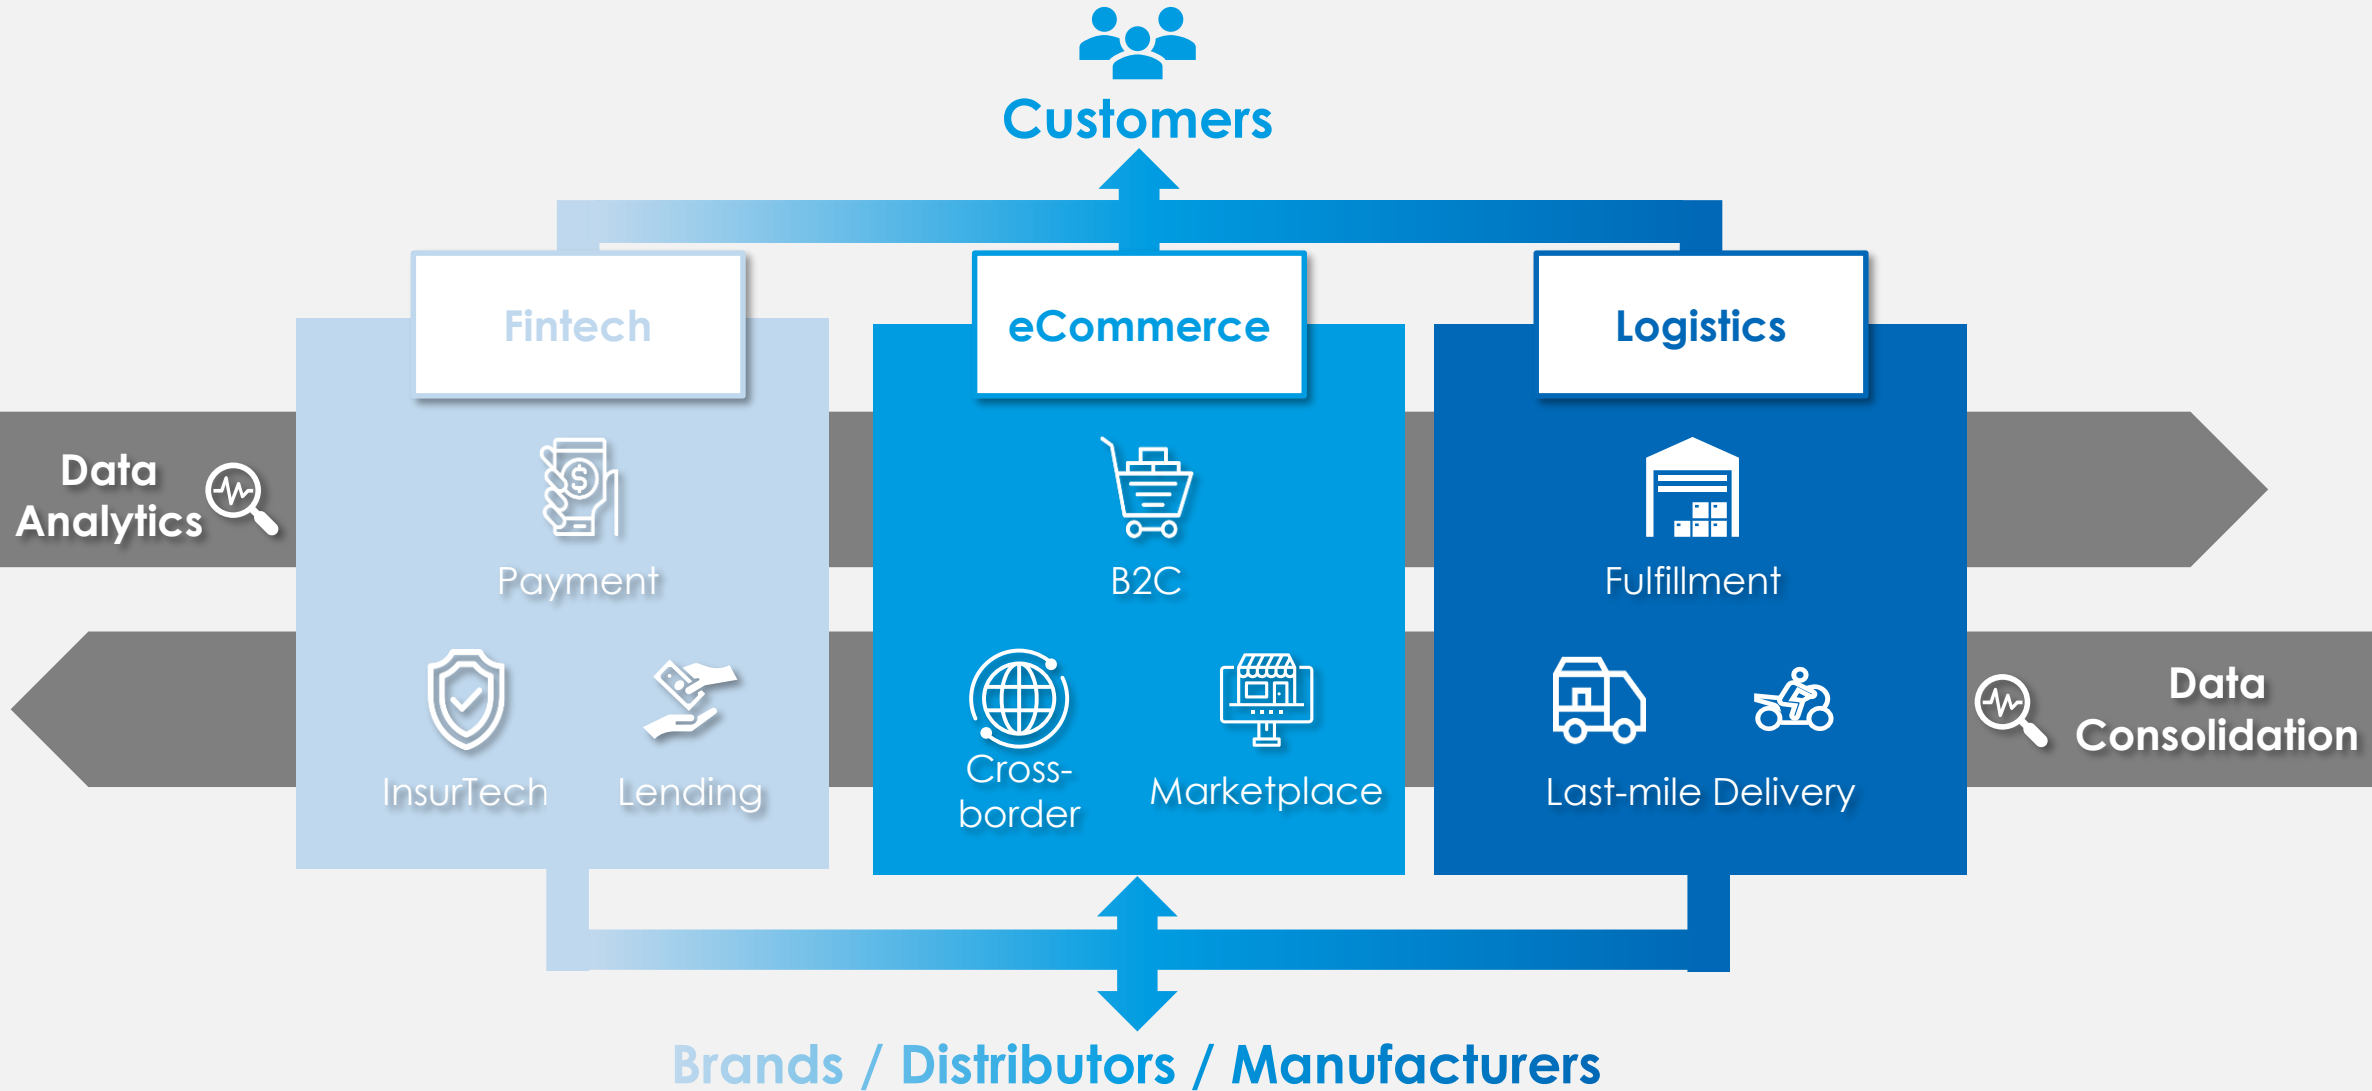 Customers
Fintech
eCommerce
Logistics
Data
Analytics
Payment
B2C
Fulfillment
InsurTech
Lending
Cross-
border
Marketplace
Last-mile Delivery
Data
Consolidation
Brands / Distributors / Manufacturers